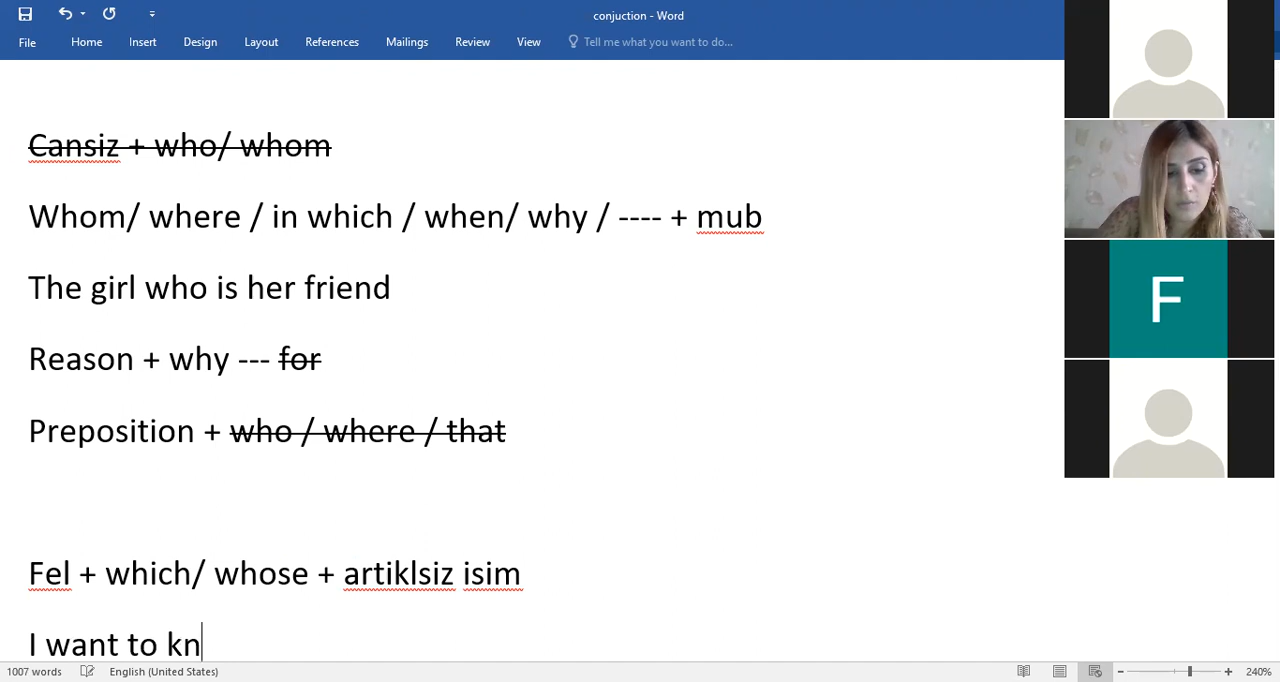 conjuction - Word
File Home Insert Design Layout References Mailings Review View Tell me what you want to do...
Cansiz + who/ whom
Whom/ where / in which / when/ why / ---- + mub
The girl who is her friend
F
Reason + why --- for
Preposition + who / where / that
Fel + which/ whose + artiklsiz isim
I want to kn
1007 words English (United States) 240%